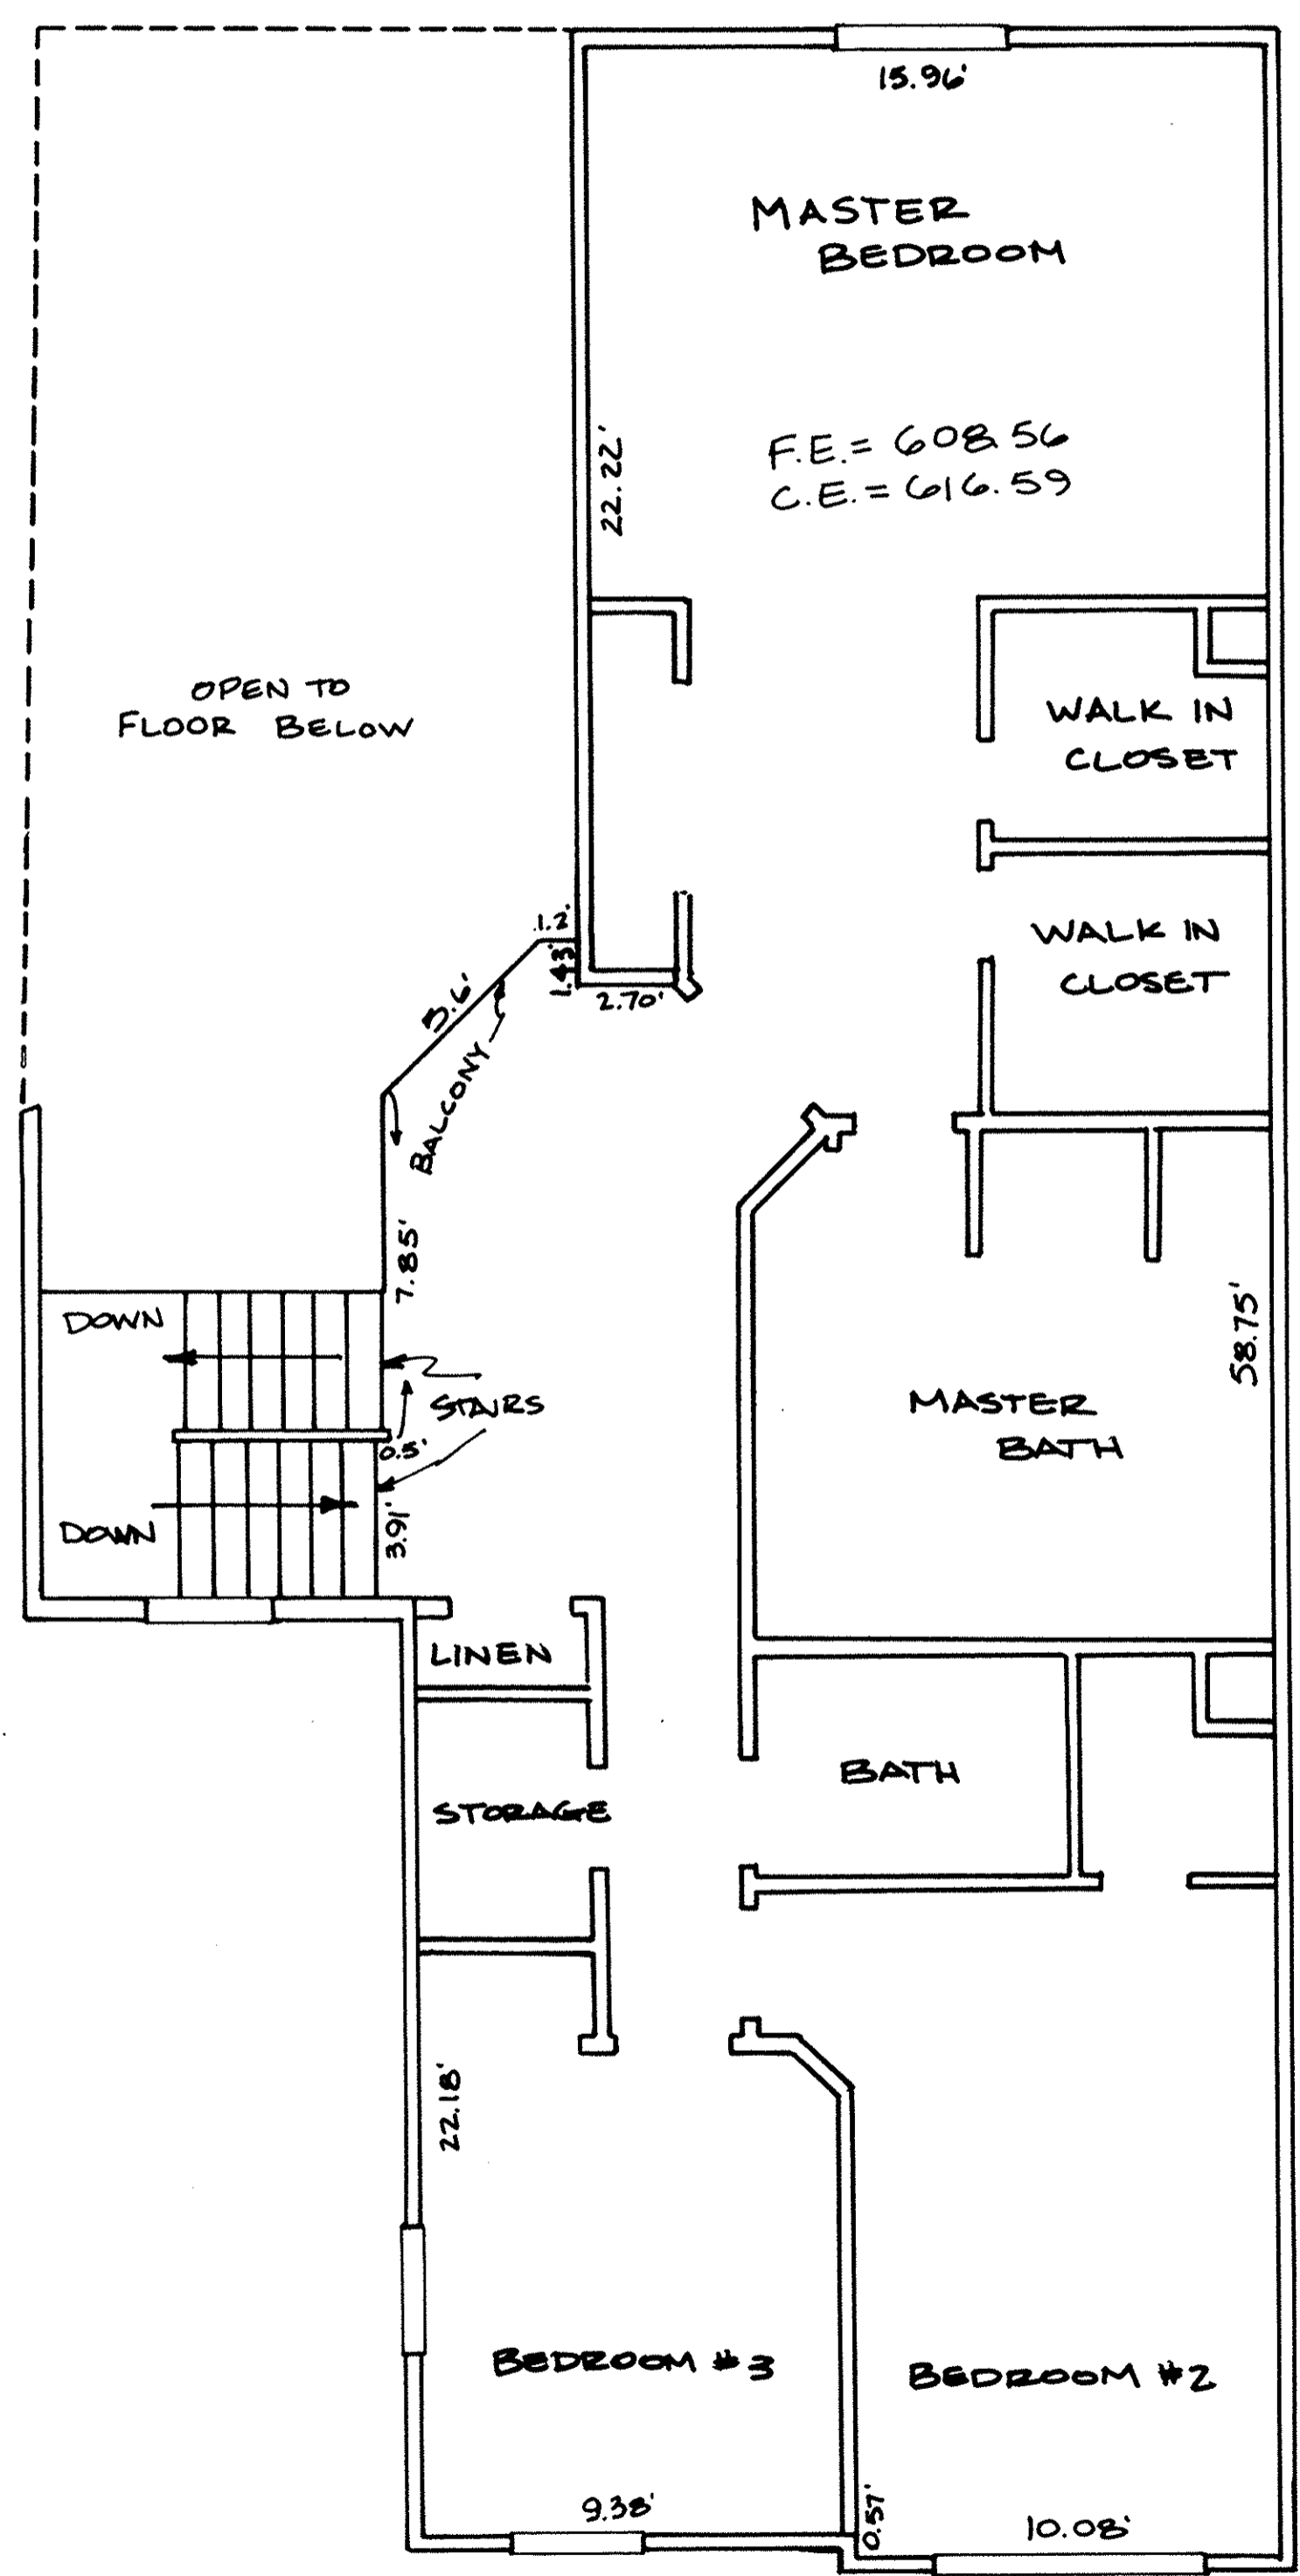 15.96'
MASTER
BEDROOM
22.22'
F.E.= 608.56
C.E.= 616.59
OPEN TO
FLOOR BELOW
WALK IN
CLOSET
WALK IN
CLOSET
1.2'
1.43'
2.70'
3.6'
BALCONY
7.85'
DOWN
STAIRS
0.5'
DOWN
3.91'
58.75'
MASTER
BATH
LINEN
STORAGE
BATH
22.18'
BEDROOM #3
BEDROOM #2
9.38'
0.57'
10.08'